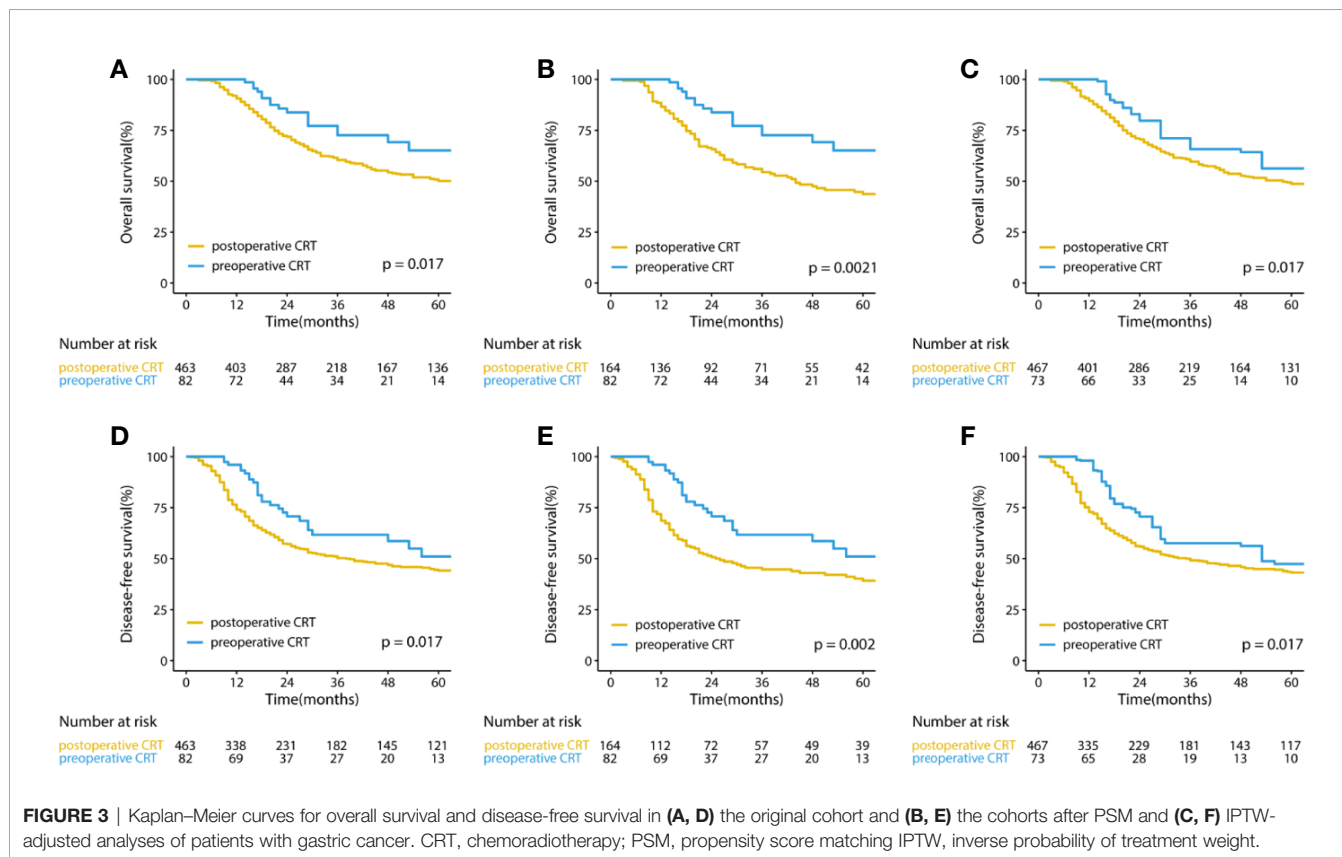 A
B
C
100
75
50
25
0
Overall survival(%)
postoperative CRT
preoperative CRT
p = 0.017
0 12 24 36 48 60
Time(months)
Number at risk
postoperative CRT 463 403 287 218 167 136
preoperative CRT 82 72 44 34 21 14
100
75
50
25
0
Overall survival(%)
postoperative CRT
preoperative CRT
p = 0.0021
0 12 24 36 48 60
Time(months)
Number at risk
postoperative CRT 164 136 92 71 55 42
preoperative CRT 82 72 44 34 21 14
100
75
50
25
0
Overall survival(%)
postoperative CRT
preoperative CRT
p = 0.017
0 12 24 36 48 60
Time(months)
Number at risk
postoperative CRT 467 401 286 219 164 131
preoperative CRT 73 66 33 25 14 10
D
E
F
100
75
50
25
0
Disease-free survival(%)
postoperative CRT
preoperative CRT
p = 0.017
0 12 24 36 48 60
Time(months)
Number at risk
postoperative CRT 463 338 231 182 145 121
preoperative CRT 82 69 37 27 20 13
100
75
50
25
0
Disease-free survival(%)
postoperative CRT
preoperative CRT
p = 0.002
0 12 24 36 48 60
Time(months)
Number at risk
postoperative CRT 164 112 72 57 49 39
preoperative CRT 82 69 37 27 20 13
100
75
50
25
0
Disease-free survival(%)
postoperative CRT
preoperative CRT
p = 0.017
0 12 24 36 48 60
Time(months)
Number at risk
postoperative CRT 467 335 229 181 143 117
preoperative CRT 73 65 28 19 13 10
FIGURE 3 | Kaplan–Meier curves for overall survival and disease-free survival in (A, D) the original cohort and (B, E) the cohorts after PSM and (C, F) IPTW-
adjusted analyses of patients with gastric cancer. CRT, chemoradiotherapy; PSM, propensity score matching IPTW, inverse probability of treatment weight.